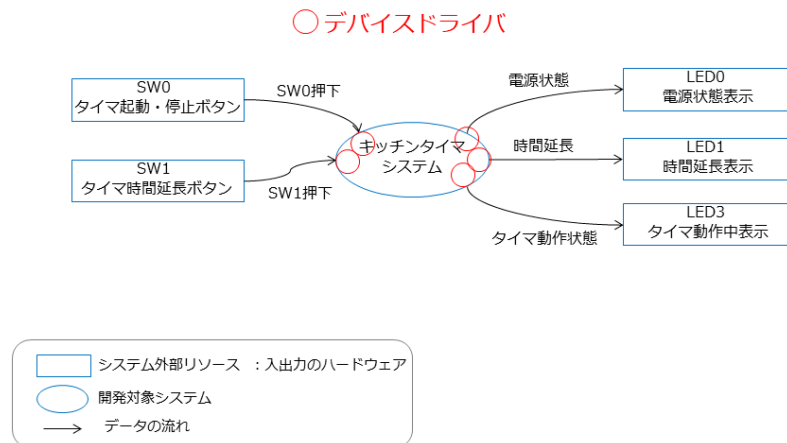 デバイスドライバ
SW0
タイマ起動・停止ボタン
SW0押下
電源状態
LED0
電源状態表示
キッチンタイマ
システム
時間延長
LED1
時間延長表示
SW1
タイマ時間延長ボタン
SW1押下
タイマ動作状態
LED3
タイマ動作中表示
システム外部リソース　：入出力のハードウェア
開発対象システム
データの流れ